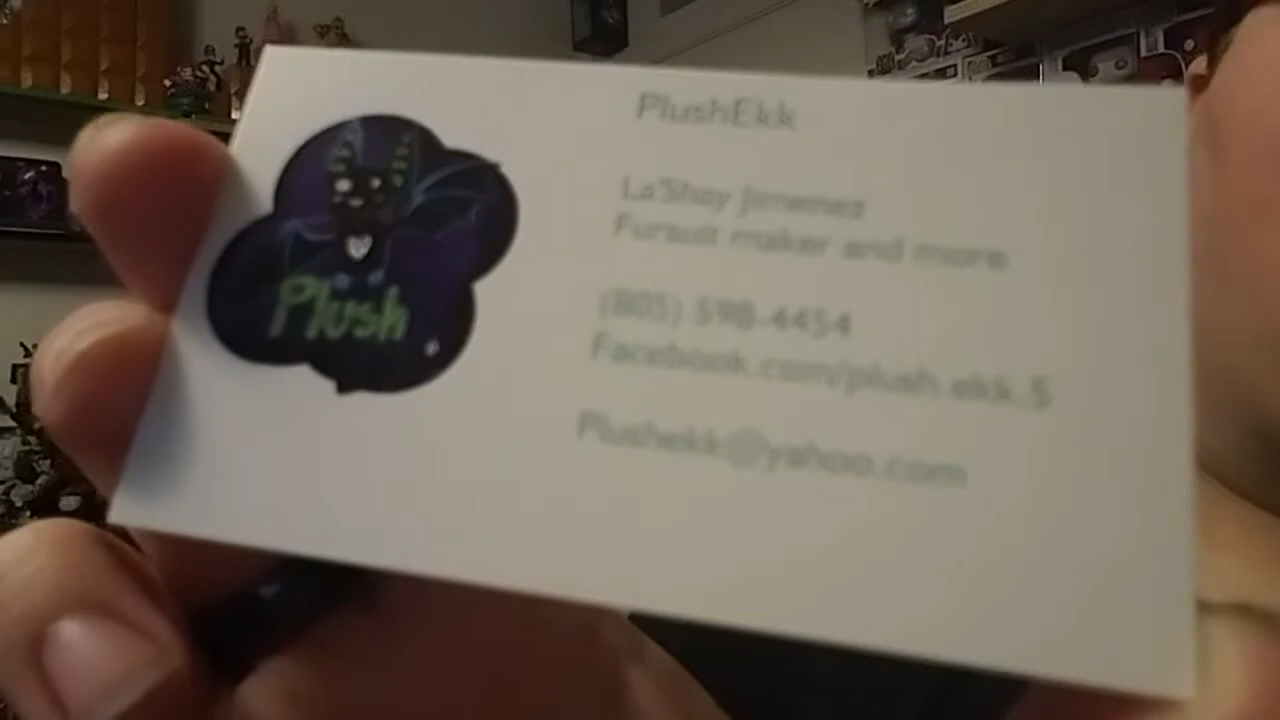 PlushEkk
La'Shay Jimenez
Fursuit maker and more
(805) 598-4454
Facebook.com/plush.ekk.5
Plushekk@yahoo.com
Plush